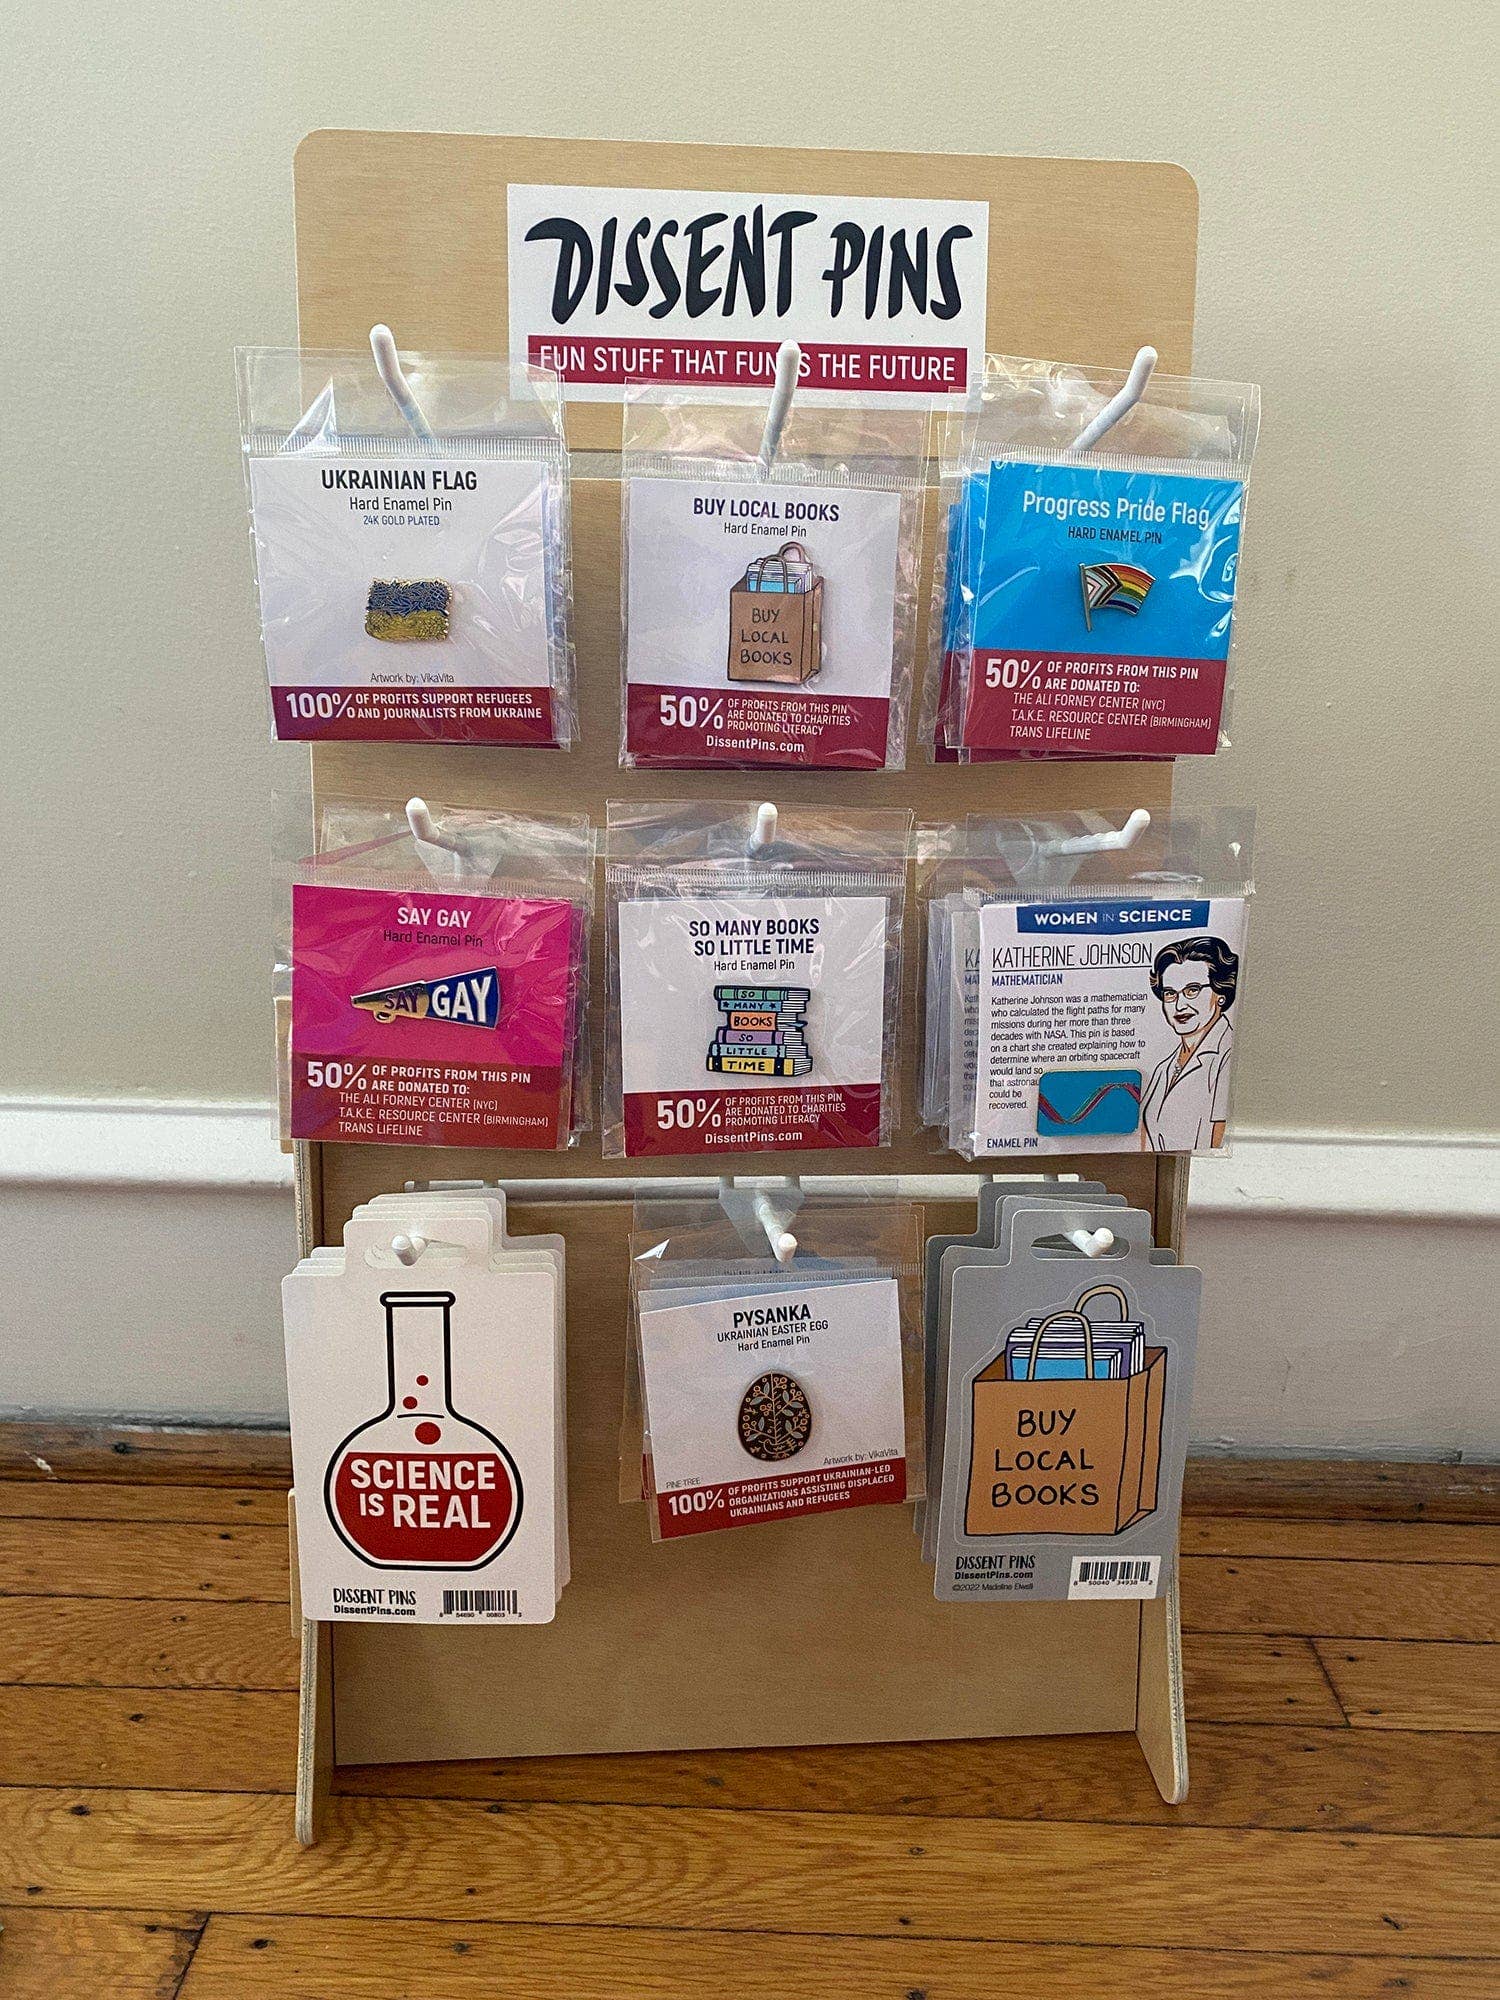 DISSENT PINS
FUN STUFF THAT FUNDS THE FUTURE
UKRAINIAN FLAG
Hard Enamel Pin
24K GOLD PLATED
Artwork by: VikaVita
100% OF PROFITS SUPPORT REFUGEES
AND JOURNALISTS FROM UKRAINE
BUY LOCAL BOOKS
Hard Enamel Pin
BUY
LOCAL
BOOKS
50% OF PROFITS FROM THIS PIN
ARE DONATED TO CHARITIES
PROMOTING LITERACY
DissentPins.com
Progress Pride Flag
HARD ENAMEL PIN
50% OF PROFITS FROM THIS PIN
ARE DONATED TO:
THE ALI FORNEY CENTER (NYC)
T.A.K.E. RESOURCE CENTER (BIRMINGHAM)
TRANS LIFELINE
SAY GAY
Hard Enamel Pin
SAY GAY
50% OF PROFITS FROM THIS PIN
ARE DONATED TO:
THE ALI FORNEY CENTER (NYC)
T.A.K.E. RESOURCE CENTER (BIRMINGHAM)
TRANS LIFELINE
SO MANY BOOKS
SO LITTLE TIME
Hard Enamel Pin
SO
MANY
BOOKS
SO
LITTLE
TIME
50% OF PROFITS FROM THIS PIN
ARE DONATED TO CHARITIES
PROMOTING LITERACY
DissentPins.com
WOMEN IN SCIENCE
KATHERINE JOHNSON
MATHEMATICIAN
Katherine Johnson was a mathematician
who calculated the flight paths for many
missions during her more than three
decades with NASA. This pin is based
on a chart she created explaining how to
determine where an orbiting spacecraft
would land so
that astronau
could be
recovered.
ENAMEL PIN
SCIENCE
IS REAL
DISSENT PINS
DissentPins.com
PYSANKA
UKRAINIAN EASTER EGG
Hard Enamel Pin
Artwork by: VikaVita
PINE TREE
100% OF PROFITS SUPPORT UKRAINIAN-LED
ORGANIZATIONS ASSISTING DISPLACED
UKRAINIANS AND REFUGEES
BUY
LOCAL
BOOKS
DISSENT PINS
DissentPins.com
©2022 Madeline Elwell
8 50040 34938 2